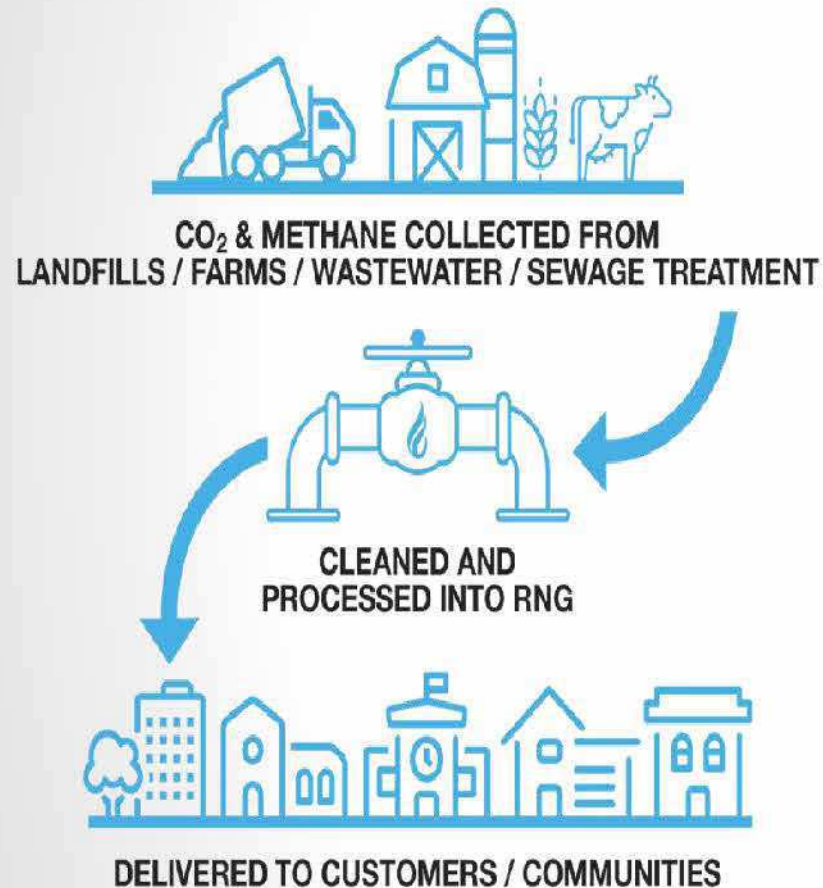 CO₂ & METHANE COLLECTED FROM
LANDFILLS / FARMS / WASTEWATER / SEWAGE TREATMENT
CLEANED AND
PROCESSED INTO RNG
DELIVERED TO CUSTOMERS / COMMUNITIES